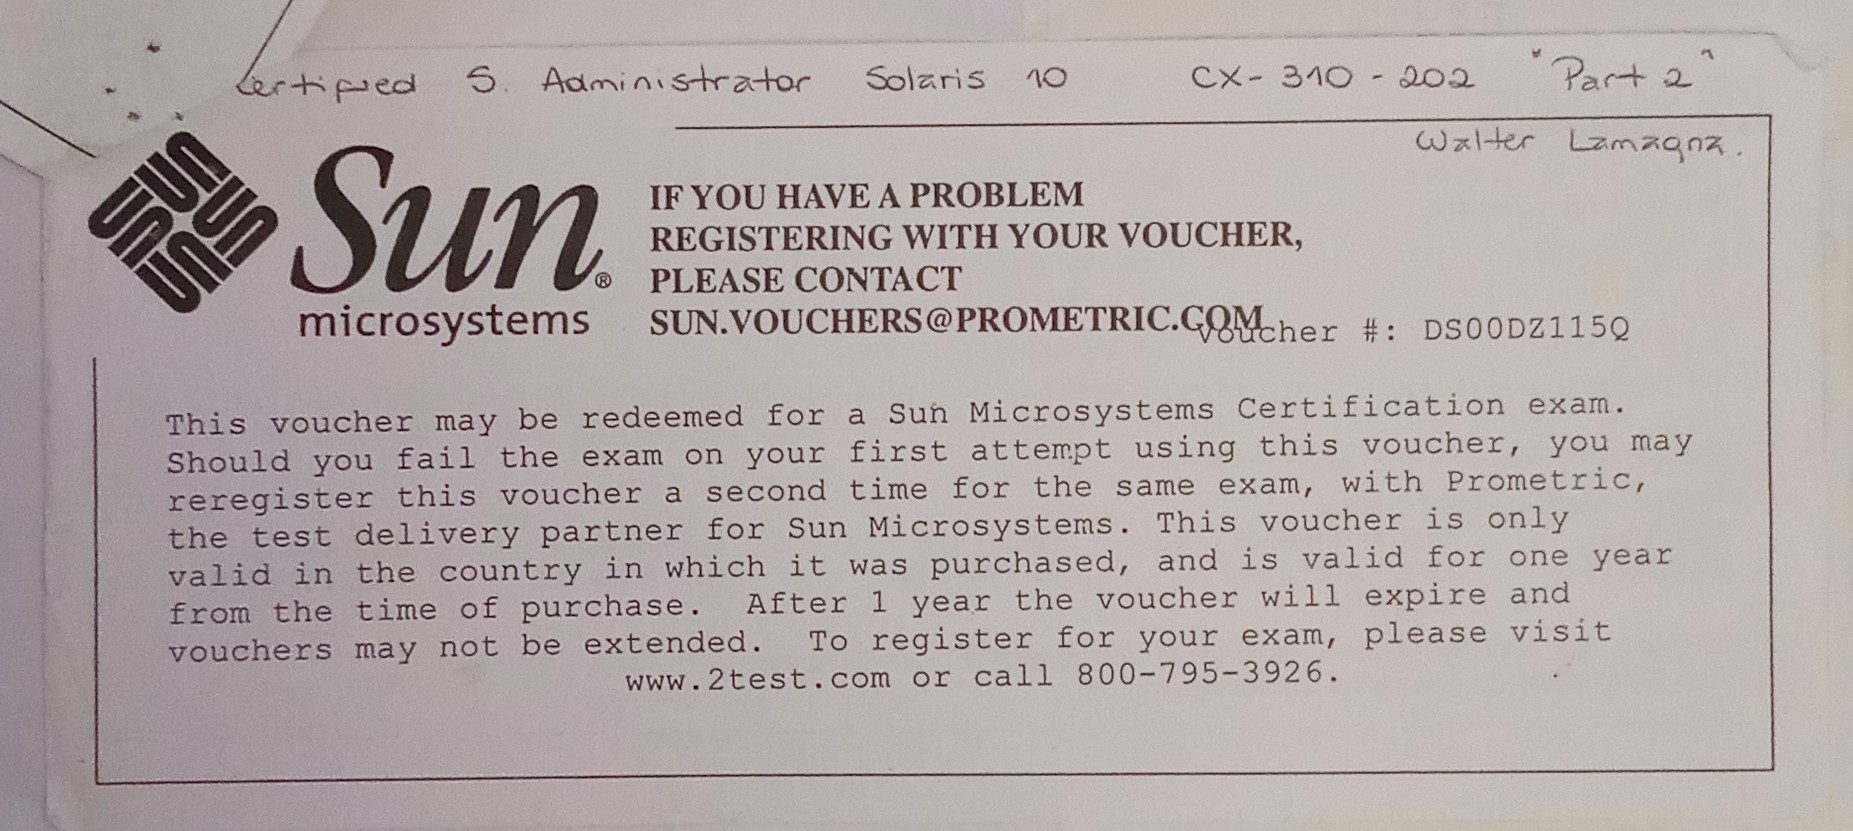 Certified S. Administrator Solaris 10 CX-310-202 "Part 2"
Walter Lamagna.
Sun®
microsystems
IF YOU HAVE A PROBLEM
REGISTERING WITH YOUR VOUCHER,
PLEASE CONTACT
SUN.VOUCHERS@PROMETRIC.COM
Voucher #: DS00DZ115Q
This voucher may be redeemed for a Sun Microsystems Certification exam.
Should you fail the exam on your first attempt using this voucher, you may
reregister this voucher a second time for the same exam, with Prometric,
the test delivery partner for Sun Microsystems. This voucher is only
valid in the country in which it was purchased, and is valid for one year
from the time of purchase. After 1 year the voucher will expire and
vouchers may not be extended. To register for your exam, please visit
www.2test.com or call 800-795-3926.